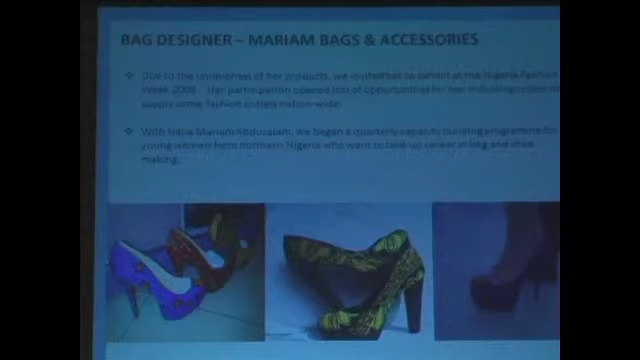 BAG DESIGNER – MARIAM BAGS & ACCESSORIES
Due to the uniqueness of her products, we invited her to exhibit at the Nigeria Fashion
Week 2008. Her participation opened lots of opportunities for her, including
supply some fashion outlets nation-wide.
With Hajia Mariam Abdusalam, we began a quarterly capacity building programme for
young women from northern Nigeria who want to take up career in bag and shoe
making.